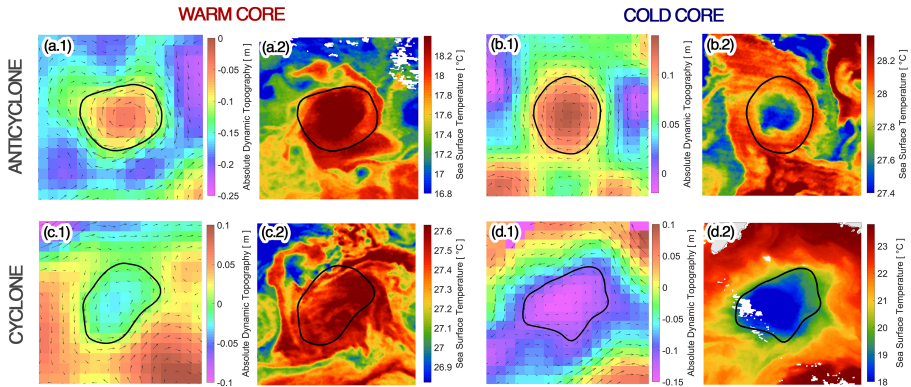 WARM CORE
COLD CORE
ANTICYCLONE
CYCLONE
(a.1)
0
-0.05
-0.1
-0.15
-0.2
-0.25
Absolute Dynamic Topography [ m ]
(a.2)
18.2
18
17.8
17.6
17.4
17.2
17
16.8
Sea Surface Temperature [ °C ]
(b.1)
0.1
0.05
0
Absolute Dynamic Topography [ m ]
(b.2)
28.2
28
27.8
27.6
27.4
Sea Surface Temperature [ °C ]
(c.1)
0.1
0.05
0
-0.05
-0.1
Absolute Dynamic Topography [ m ]
(c.2)
27.6
27.5
27.4
27.3
27.2
27.1
27
26.9
Sea Surface Temperature [ °C ]
(d.1)
0.1
0.05
0
-0.05
-0.10
-0.15
Absolute Dynamic Topography [ m ]
(d.2)
23
22
21
20
19
18
Sea Surface Temperature [ °C ]